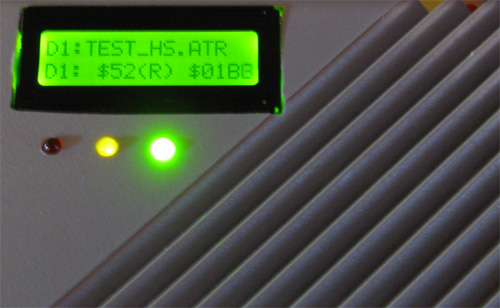 D1:TEST_HS.ATR
D1: $52(R) $01BB